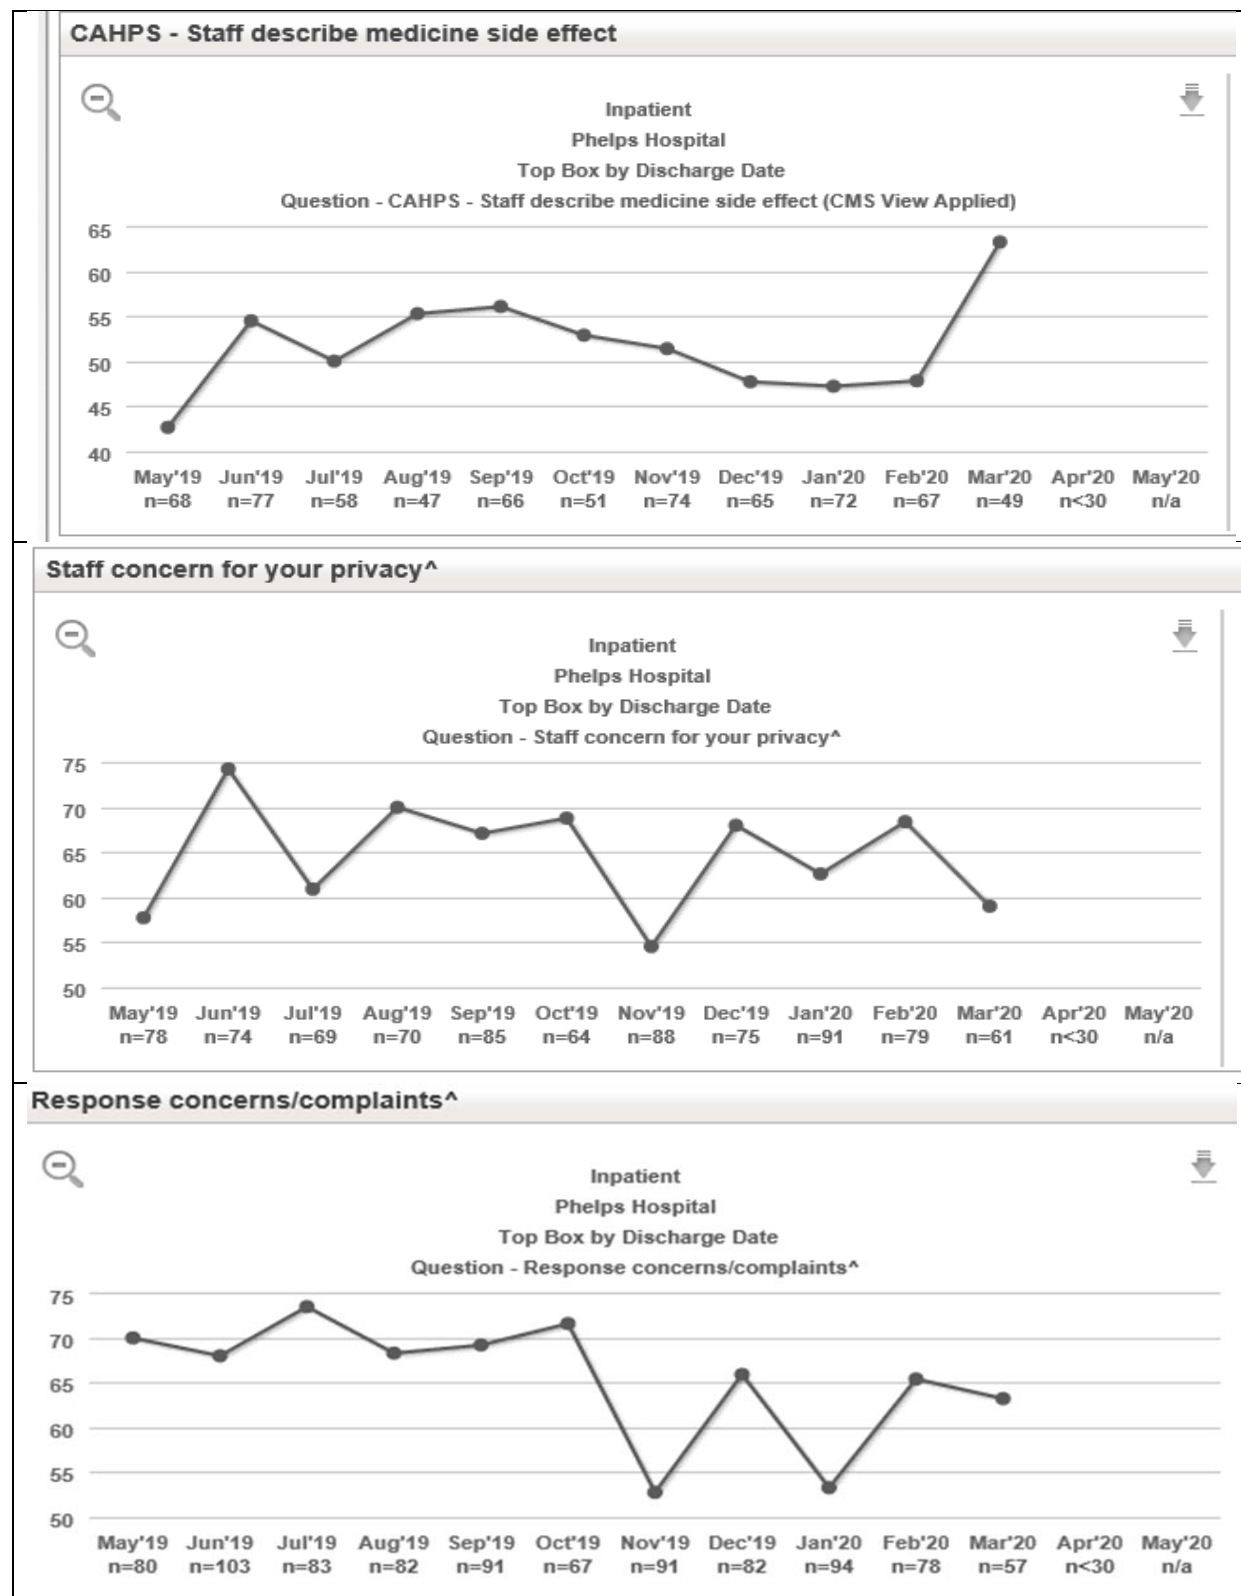 CAHPS - Staff describe medicine side effect
Inpatient
Phelps Hospital
Top Box by Discharge Date
Question - CAHPS - Staff describe medicine side effect (CMS View Applied)
65
60
55
50
45
40
May'19 Jun'19 Jul'19 Aug'19 Sep'19 Oct'19 Nov'19 Dec'19 Jan'20 Feb'20 Mar'20 Apr'20 May'20
n=68 n=77 n=58 n=47 n=66 n=51 n=74 n=65 n=72 n=67 n=49 n<30 n/a
Staff concern for your privacy^
Inpatient
Phelps Hospital
Top Box by Discharge Date
Question - Staff concern for your privacy^
75
70
65
60
55
50
May'19 Jun'19 Jul'19 Aug'19 Sep'19 Oct'19 Nov'19 Dec'19 Jan'20 Feb'20 Mar'20 Apr'20 May'20
n=78 n=74 n=69 n=70 n=85 n=64 n=88 n=75 n=91 n=79 n=61 n<30 n/a
Response concerns/complaints^
Inpatient
Phelps Hospital
Top Box by Discharge Date
Question - Response concerns/complaints^
75
70
65
60
55
50
May'19 Jun'19 Jul'19 Aug'19 Sep'19 Oct'19 Nov'19 Dec'19 Jan'20 Feb'20 Mar'20 Apr'20 May'20
n=80 n=103 n=83 n=82 n=91 n=67 n=91 n=82 n=94 n=78 n=57 n<30 n/a